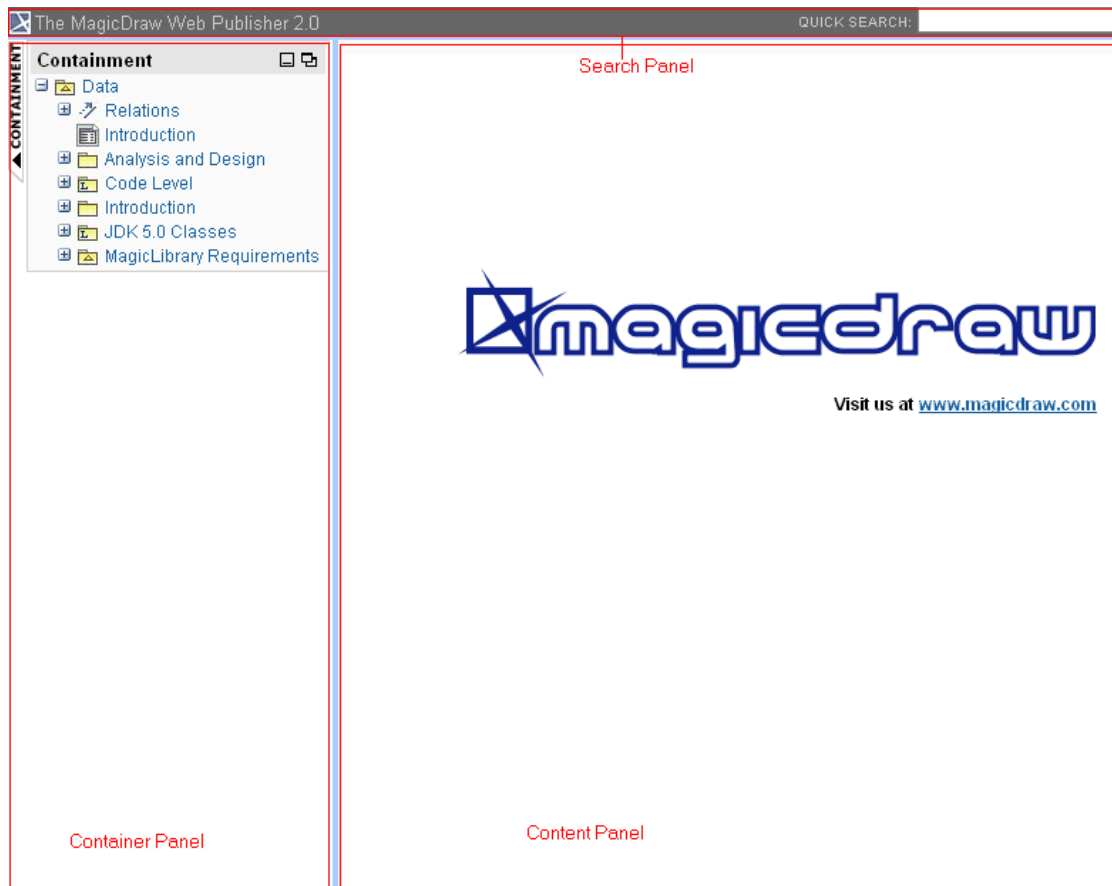 The MagicDraw Web Publisher 2.0
QUICK SEARCH:
Search Panel
CONTAINMENT
Containment
Data
Relations
Introduction
Analysis and Design
Code Level
Introduction
JDK 5.0 Classes
MagicLibrary Requirements
magicdraw
Visit us at www.magicdraw.com
Container Panel
Content Panel